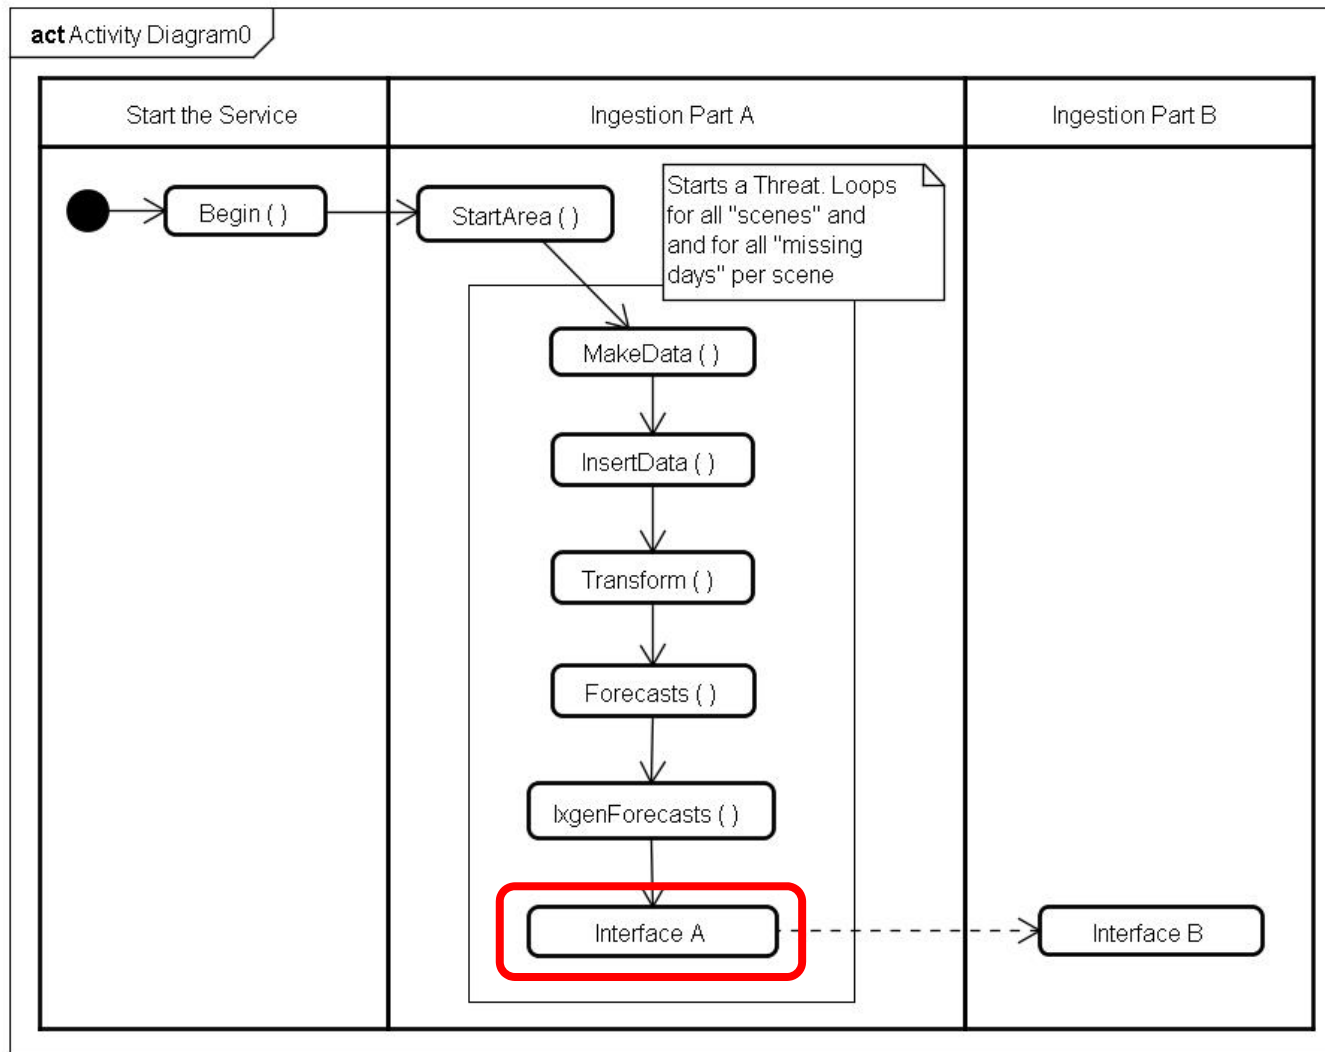 act Activity Diagram0
Start the Service
Ingestion Part A
Ingestion Part B
Begin ( )
StartArea ( )
Starts a Threat. Loops
for all "scenes" and
and for all "missing
days" per scene
MakeData ( )
InsertData ( )
Transform ( )
Forecasts ( )
IxgenForecasts ( )
Interface A
Interface B